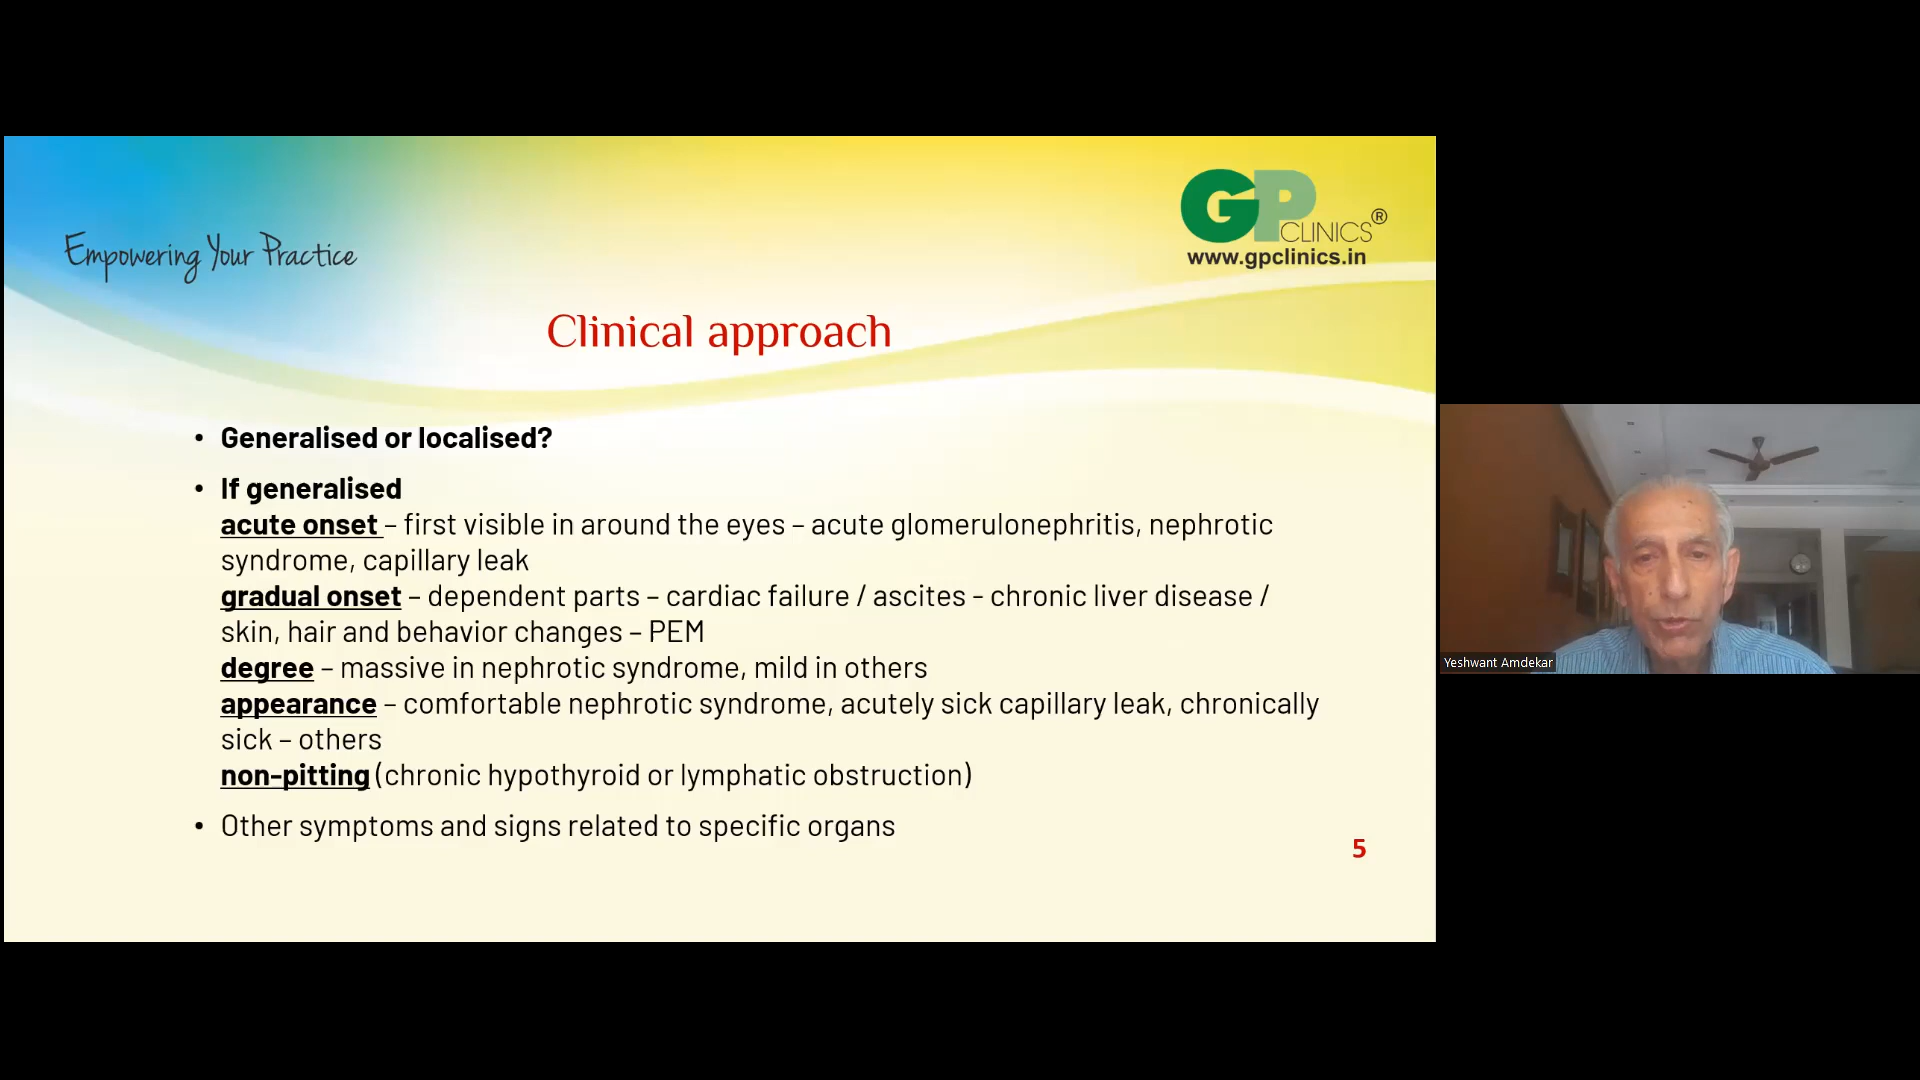 Empowering Your Practice
GP CLINICS®
www.gpclinics.in
Clinical approach
• Generalised or localised?
• If generalised
acute onset – first visible in around the eyes – acute glomerulonephritis, nephrotic
syndrome, capillary leak
gradual onset – dependent parts – cardiac failure / ascites - chronic liver disease /
skin, hair and behavior changes – PEM
degree – massive in nephrotic syndrome, mild in others
appearance – comfortable nephrotic syndrome, acutely sick capillary leak, chronically
sick – others
non-pitting (chronic hypothyroid or lymphatic obstruction)
• Other symptoms and signs related to specific organs
5
Yeshwant Amdekar